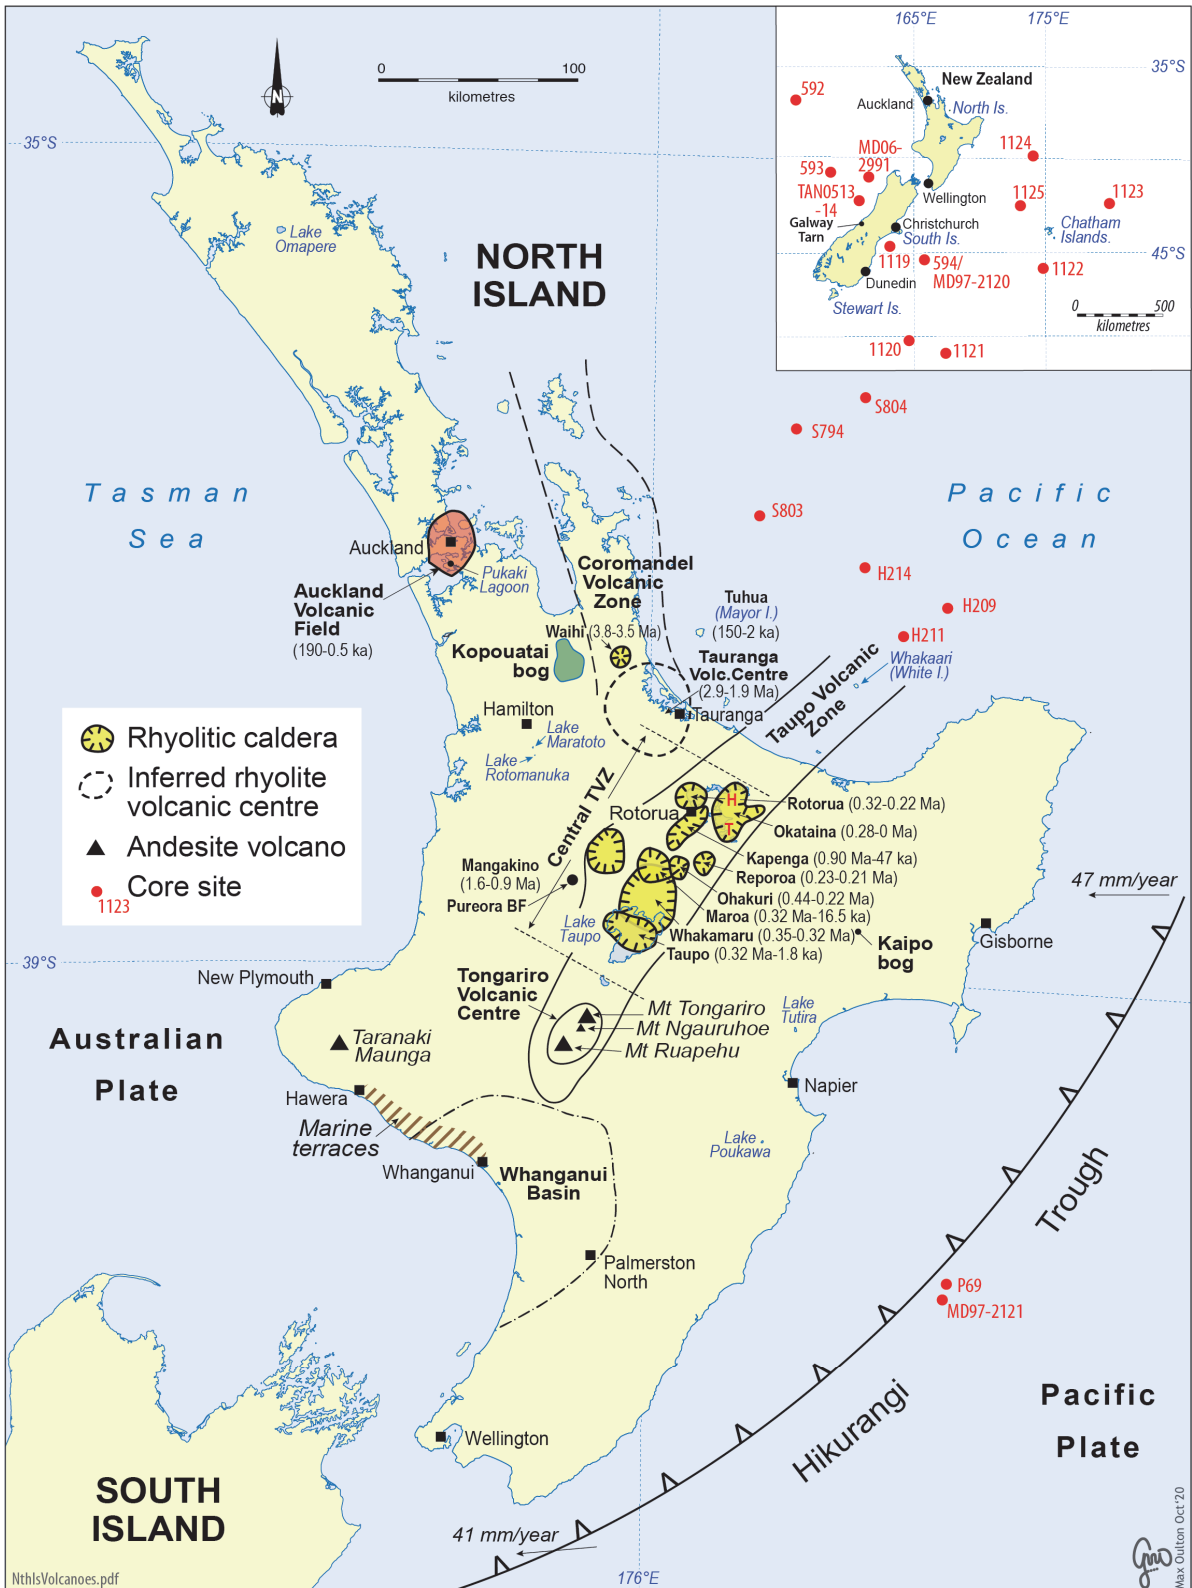 165°E
175°E
35°S
592
New Zealand
Auckland
North Is.
MD06-
2991
1124
593
TAN0513
-14
Wellington
1125
1123
Galway
Tarn
Christchurch
South Is.
Chatham
Islands.
1119
594/
MD97-2120
45°S
1122
Dunedin
Stewart Is.
0 500
kilometres
1120
1121
N
0 100
kilometres
35°S
Lake
Omapere
NORTH
ISLAND
S804
S794
S803
Tasman
Sea
Pacific
Ocean
Auckland
Pukaki
Lagoon
Auckland
Volcanic
Field
(190-0.5 ka)
Coromandel
Volcanic
Zone
Waihi (3.8-3.5 Ma)
Kopouatai
bog
H214
H209
H211
Tuhua
(Mayor I.)
(150-2 ka)
Whakaari
(White I.)
Tauranga
Volc.Centre
(2.9-1.9 Ma)
Tauranga
Taupo Volcanic
Zone
Hamilton
Lake
Maratoto
Lake
Rotomanuka
Rhyolitic caldera
Inferred rhyolite
volcanic centre
Andesite volcano
Core site
1123
Central TVZ
Rotorua
H
T
Rotorua (0.32-0.22 Ma)
Okataina (0.28-0 Ma)
Kapenga (0.90 Ma-47 ka)
Reporoa (0.23-0.21 Ma)
Ohakuri (0.44-0.22 Ma)
Maroa (0.32 Ma-16.5 ka)
Whakamaru (0.35-0.32 Ma)
Taupo (0.32 Ma-1.8 ka)
Mangakino
(1.6-0.9 Ma)
Pureora BF
Lake
Taupo
Kaipo
bog
47 mm/year
Gisborne
39°S
New Plymouth
Tongariro
Volcanic
Centre
Mt Tongariro
Mt Ngauruhoe
Mt Ruapehu
Lake
Tutira
Australian
Plate
Taranaki
Maunga
Hawera
Napier
Marine
terraces
Whanganui
Whanganui
Basin
Lake
Poukawa
Palmerston
North
Trough
P69
MD97-2121
Hikurangi
Pacific
Plate
Wellington
SOUTH
ISLAND
41 mm/year
176°E
NthIsVolcanoes.pdf
Max Oulton Oct'20